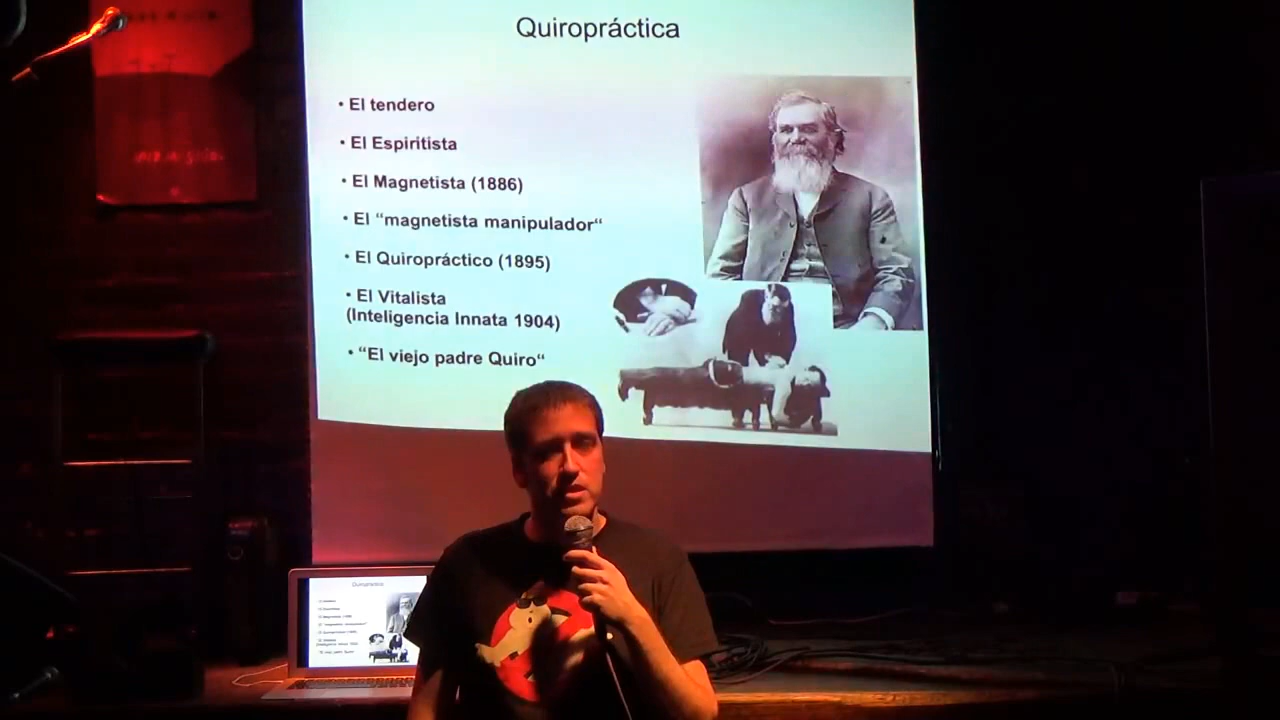 Quiropráctica
• El tendero
• El Espiritista
• El Magnetista (1886)
• El “magnetista manipulador“
• El Quiropráctico (1895)
• El Vitalista
(Inteligencia Innata 1904)
• “El viejo padre Quiro“
Quiropráctica